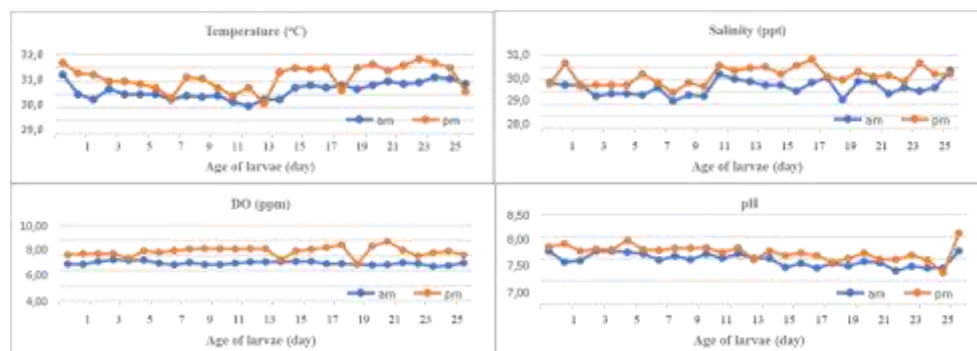 Temperature (°C)
32,0
31,0
30,0
29,0
am pm
1 3 5 7 9 11 13 15 17 19 21 23 25
Age of larvae (day)
Salinity (ppt)
32,0
30,0
29,0
28,0
am pm
1 3 5 7 9 11 13 15 17 19 21 23 25
Age of larvae (day)
DO (ppm)
10,00
8,00
6,00
4,00
am pm
1 3 5 7 9 11 13 15 17 19 21 23 25
Age of larvae (day)
pH
8,50
8,00
7,50
7,00
am pm
1 3 5 7 9 11 13 15 17 19 21 23 25
Age of larvae (day)